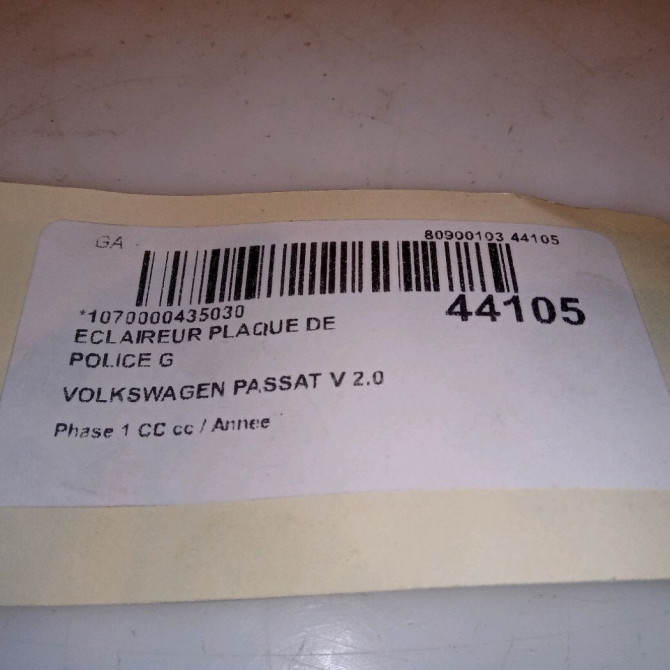 GA
80900103 44105
*1070000435030
44105
ECLAIREUR PLAQUE DE
POLICE G
VOLKSWAGEN PASSAT V 2.0
Phase 1 CC cc / Annee